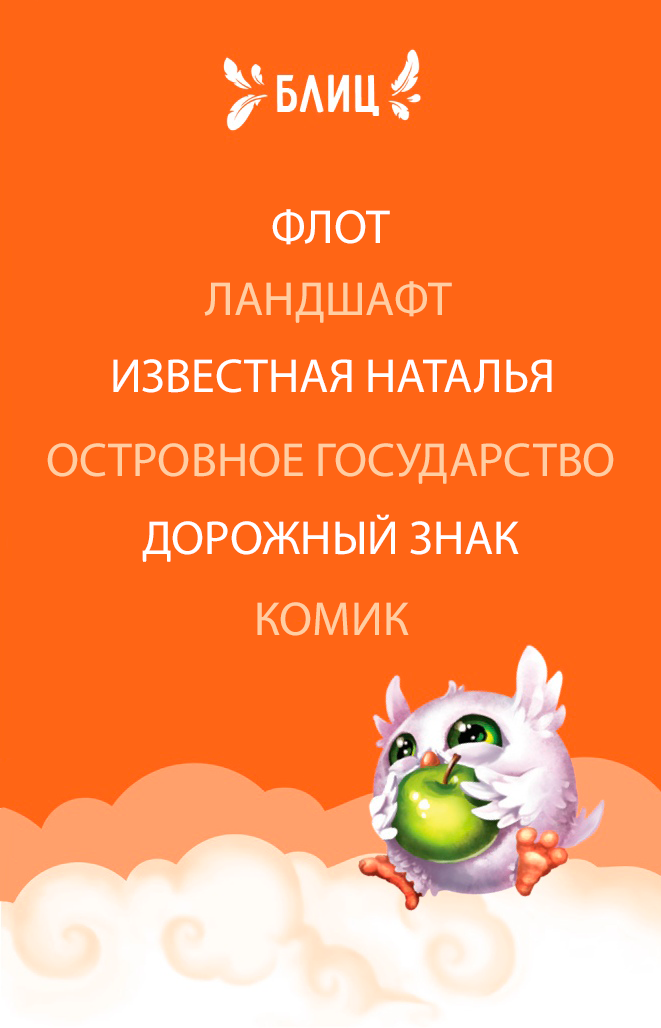 БЛИЦ
ФЛОТ
ЛАНДШАФТ
ИЗВЕСТНАЯ НАТАЛЬЯ
ОСТРОВНОЕ ГОСУДАРСТВО
ДОРОЖНЫЙ ЗНАК
КОМИК